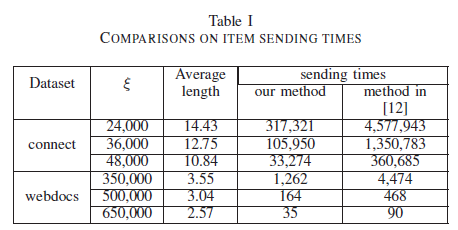 Table I
COMPARISONS ON ITEM SENDING TIMES
Dataset ξ Average length sending times
our method method in [12]
connect 24,000 14.43 317,321 4,577,943
36,000 12.75 105,950 1,350,783
48,000 10.84 33,274 360,685
webdocs 350,000 3.55 1,262 4,474
500,000 3.04 164 468
650,000 2.57 35 90